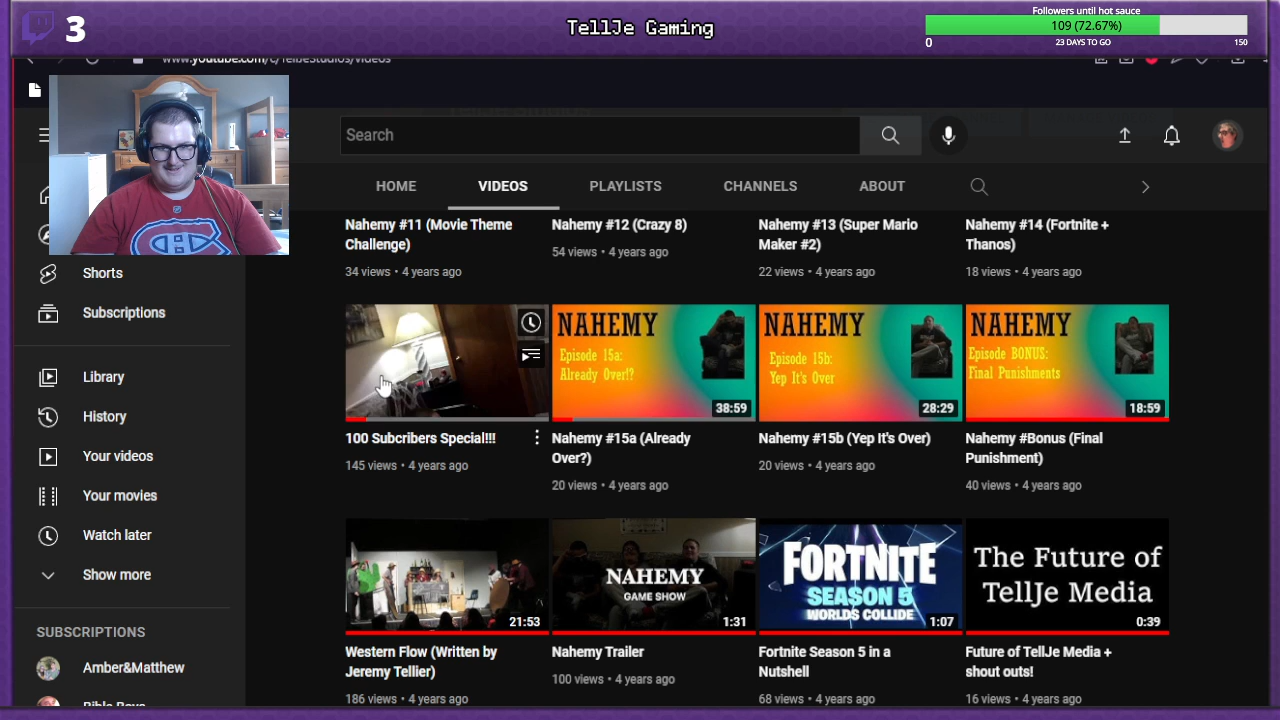 3
TellJe Gaming
Followers until hot sauce
109 (72.67%)
0
23 DAYS TO GO
150
www.youtube.com/c/TelljeStudios/videos
Search
HOME
VIDEOS
PLAYLISTS
CHANNELS
ABOUT
Shorts
Subscriptions
Library
History
Your videos
Your movies
Watch later
Show more
SUBSCRIPTIONS
Amber&Matthew
Nahemy #11 (Movie Theme
Challenge)
34 views • 4 years ago
Nahemy #12 (Crazy 8)
54 views • 4 years ago
Nahemy #13 (Super Mario
Maker #2)
22 views • 4 years ago
Nahemy #14 (Fortnite +
Thanos)
18 views • 4 years ago
100 Subcribers Special!!!
145 views • 4 years ago
NAHEMY
Episode 15a:
Already Over!?
38:59
Nahemy #15a (Already
Over?)
20 views • 4 years ago
NAHEMY
Episode 15b:
Yep It's Over
28:29
Nahemy #15b (Yep It's Over)
20 views • 4 years ago
NAHEMY
Episode BONUS:
Final Punishments
18:59
Nahemy #Bonus (Final
Punishment)
40 views • 4 years ago
21:53
Western Flow (Written by
Jeremy Tellier)
186 views • 4 years ago
NAHEMY
GAME SHOW
1:31
Nahemy Trailer
100 views • 4 years ago
FORTNITE
SEASON 5
WORLDS COLLIDE
1:07
Fortnite Season 5 in a
Nutshell
68 views • 4 years ago
The Future of
TellJe Media
0:39
Future of TellJe Media +
shout outs!
16 views • 4 years ago